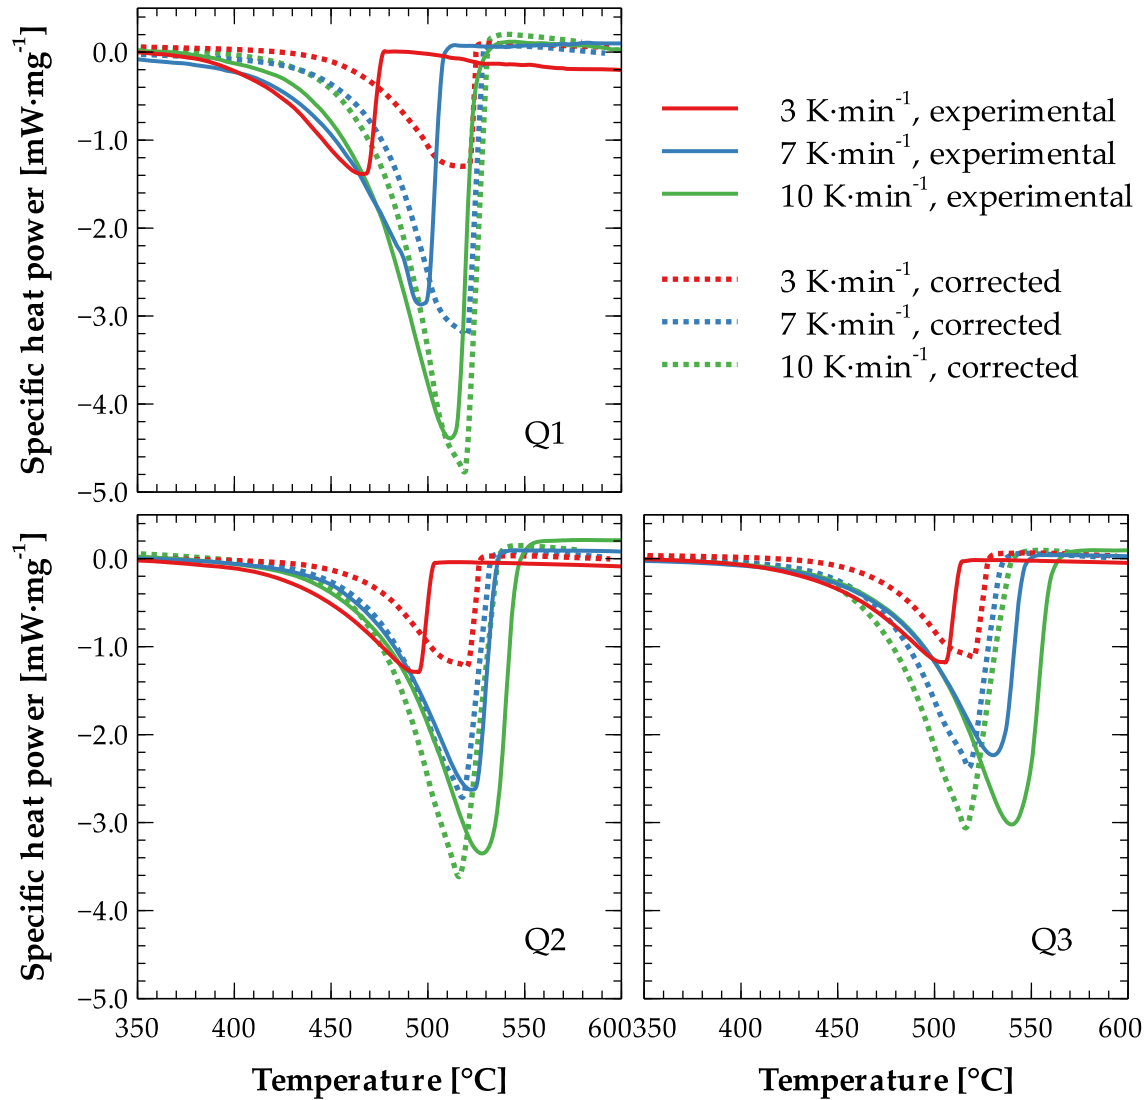 Specific heat power [mW·mg⁻¹]
0.0
−1.0
−2.0
−3.0
−4.0
−5.0
Q1
3 K·min⁻¹, experimental
7 K·min⁻¹, experimental
10 K·min⁻¹, experimental
3 K·min⁻¹, corrected
7 K·min⁻¹, corrected
10 K·min⁻¹, corrected
Specific heat power [mW·mg⁻¹]
0.0
−1.0
−2.0
−3.0
−4.0
−5.0
Q2
Q3
350 400 450 500 550 600
350 400 450 500 550 600
Temperature [°C]
Temperature [°C]